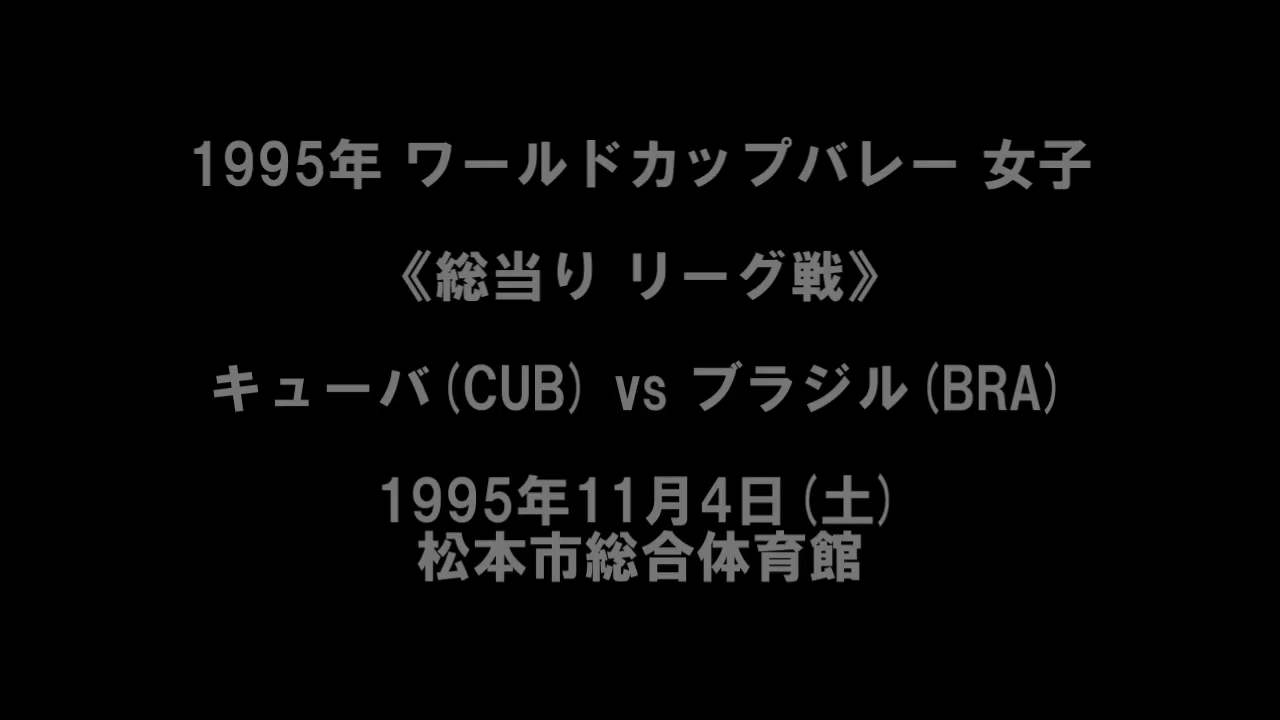 1995年 ワールドカップバレー 女子
《総当り リーグ戦》
キューバ(CUB) vs ブラジル(BRA)
1995年11月4日(土)
松本市総合体育館